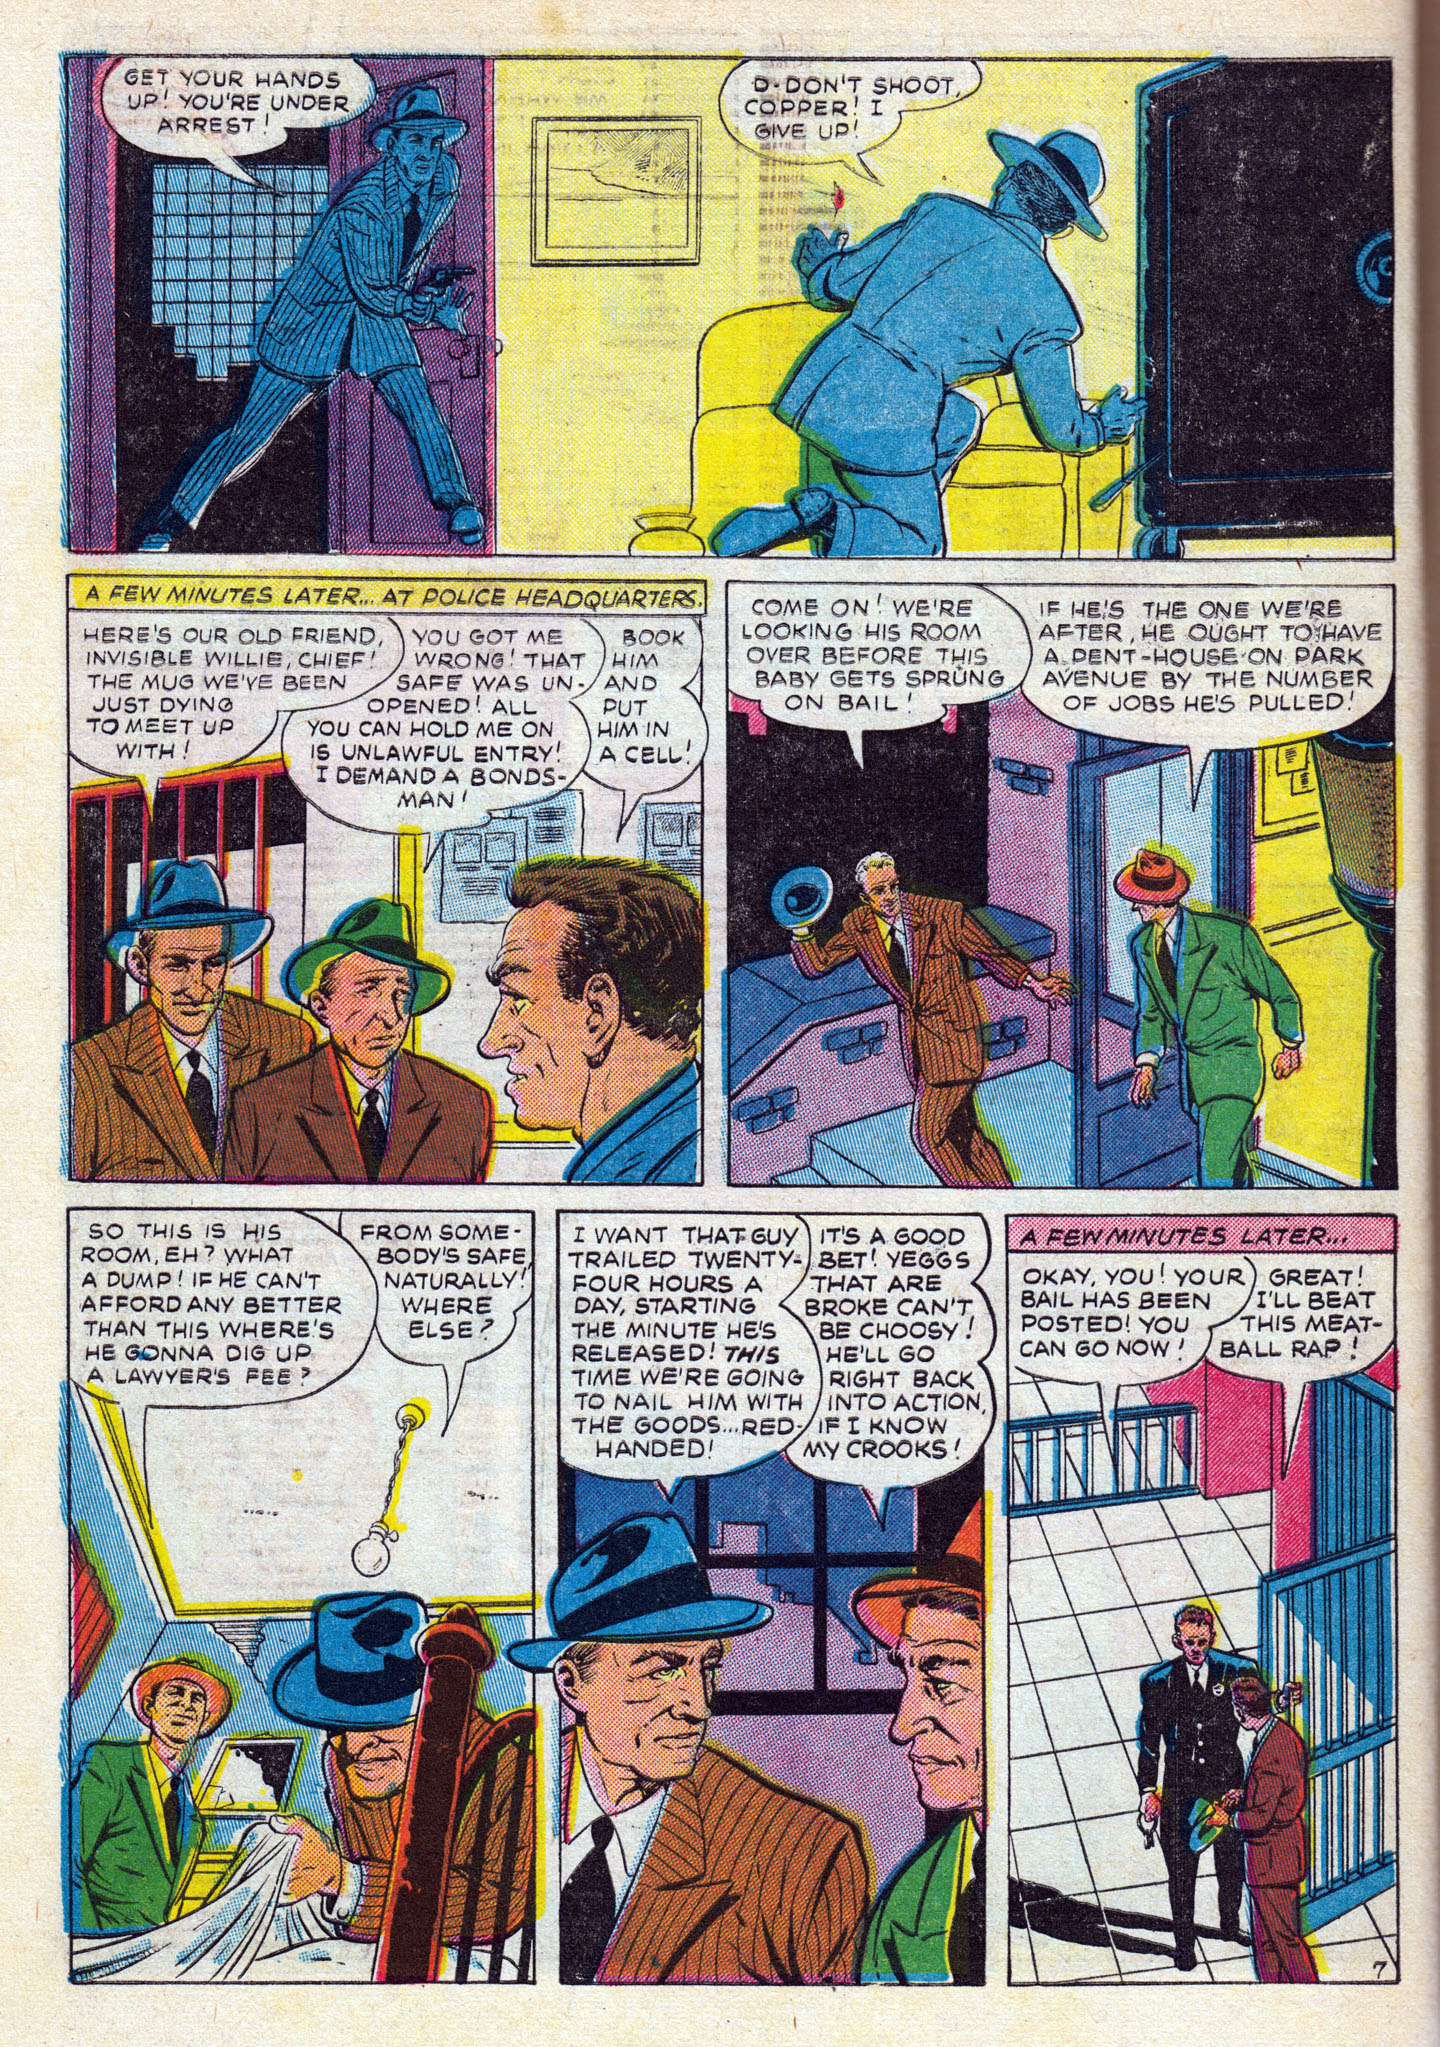 GET YOUR HANDS
UP! YOU'RE UNDER
ARREST!
D-DON'T SHOOT,
COPPER! I
GIVE UP!
A FEW MINUTES LATER... AT POLICE HEADQUARTERS.
HERE'S OUR OLD FRIEND,
INVISIBLE WILLIE, CHIEF!
THE MUG WE'VE BEEN
JUST DYING
TO MEET UP
WITH!
YOU GOT ME
WRONG! THAT
SAFE WAS UN-
OPENED! ALL
YOU CAN HOLD ME ON
IS UNLAWFUL ENTRY!
I DEMAND A BONDS-
MAN!
BOOK
HIM
AND
PUT
HIM IN
A CELL!
COME ON! WE'RE
LOOKING HIS ROOM
OVER BEFORE THIS
BABY GETS SPRUNG
ON BAIL!
IF HE'S THE ONE WE'RE
AFTER, HE OUGHT TO HAVE
A PENT-HOUSE ON PARK
AVENUE BY THE NUMBER
OF JOBS HE'S PULLED!
SO THIS IS HIS
ROOM, EH? WHAT
A DUMP! IF HE CAN'T
AFFORD ANY BETTER
THAN THIS WHERE'S
HE GONNA DIG UP
A LAWYER'S FEE?
FROM SOME-
BODY'S SAFE,
NATURALLY!
WHERE
ELSE?
I WANT THAT GUY
TRAILED TWENTY-
FOUR HOURS A
DAY, STARTING
THE MINUTE HE'S
RELEASED! THIS
TIME WE'RE GOING
TO NAIL HIM WITH
THE GOODS... RED-
HANDED!
IT'S A GOOD
BET! YEGGS
THAT ARE
BROKE CAN'T
BE CHOOSY!
HE'LL GO
RIGHT BACK
INTO ACTION,
IF I KNOW
MY CROOKS!
A FEW MINUTES LATER...
OKAY, YOU! YOUR
BAIL HAS BEEN
POSTED! YOU
CAN GO NOW!
GREAT!
I'LL BEAT
THIS MEAT-
BALL RAP!
7